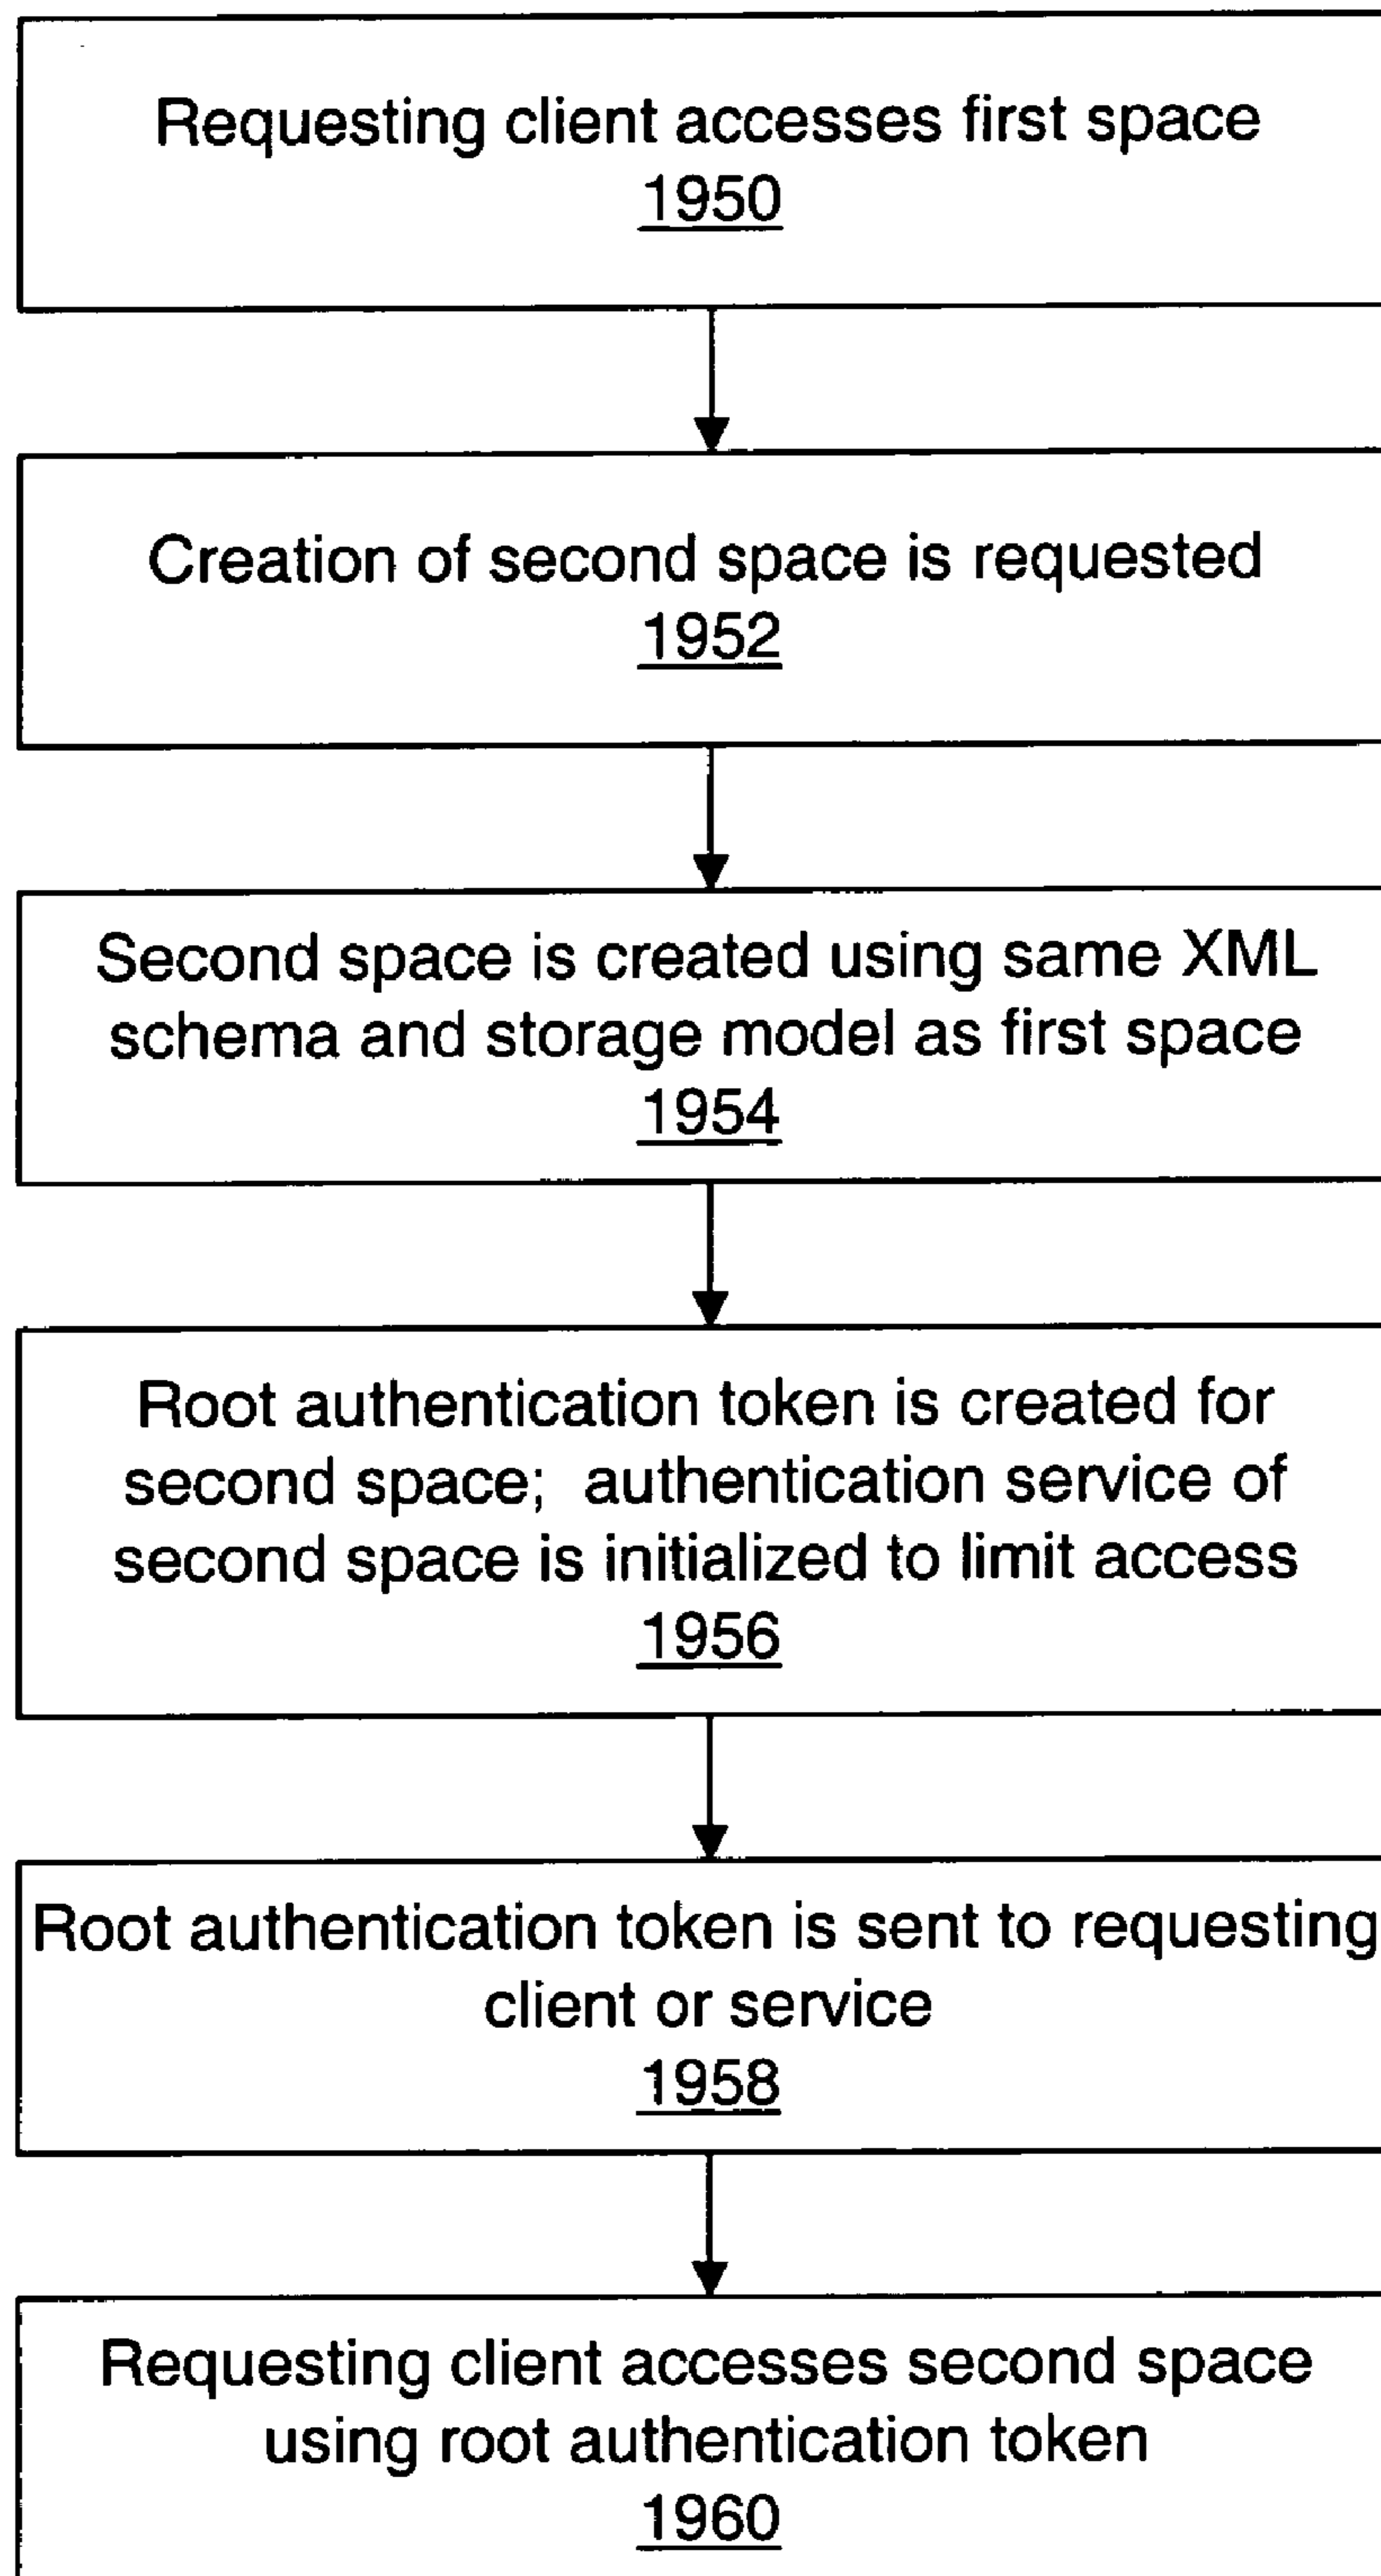 Requesting client accesses first space
1950
Creation of second space is requested
1952
Second space is created using same XML
schema and storage model as first space
1954
Root authentication token is created for
second space; authentication service of
second space is initialized to limit access
1956
Root authentication token is sent to requesting
client or service
1958
Requesting client accesses second space
using root authentication token
1960